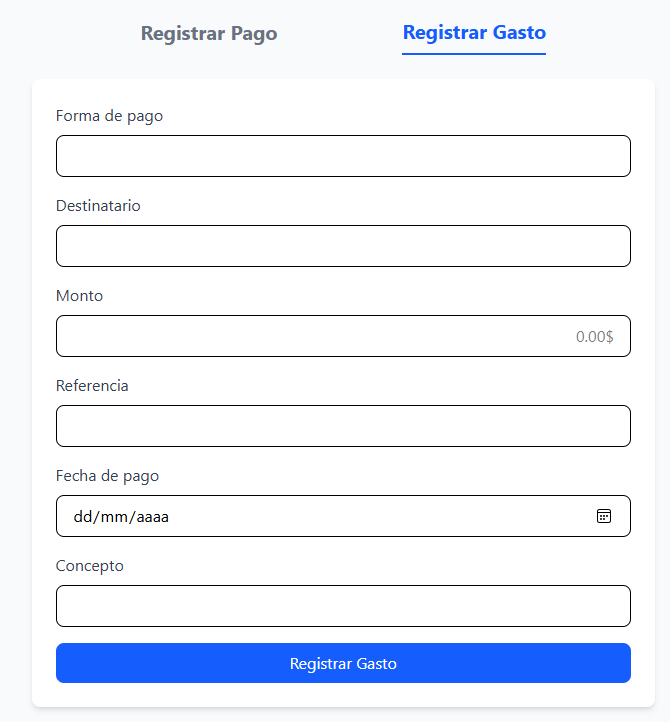 Registrar Pago
Registrar Gasto
Forma de pago
Destinatario
Monto
0.00$
Referencia
Fecha de pago
dd/mm/aaaa
Concepto
Registrar Gasto